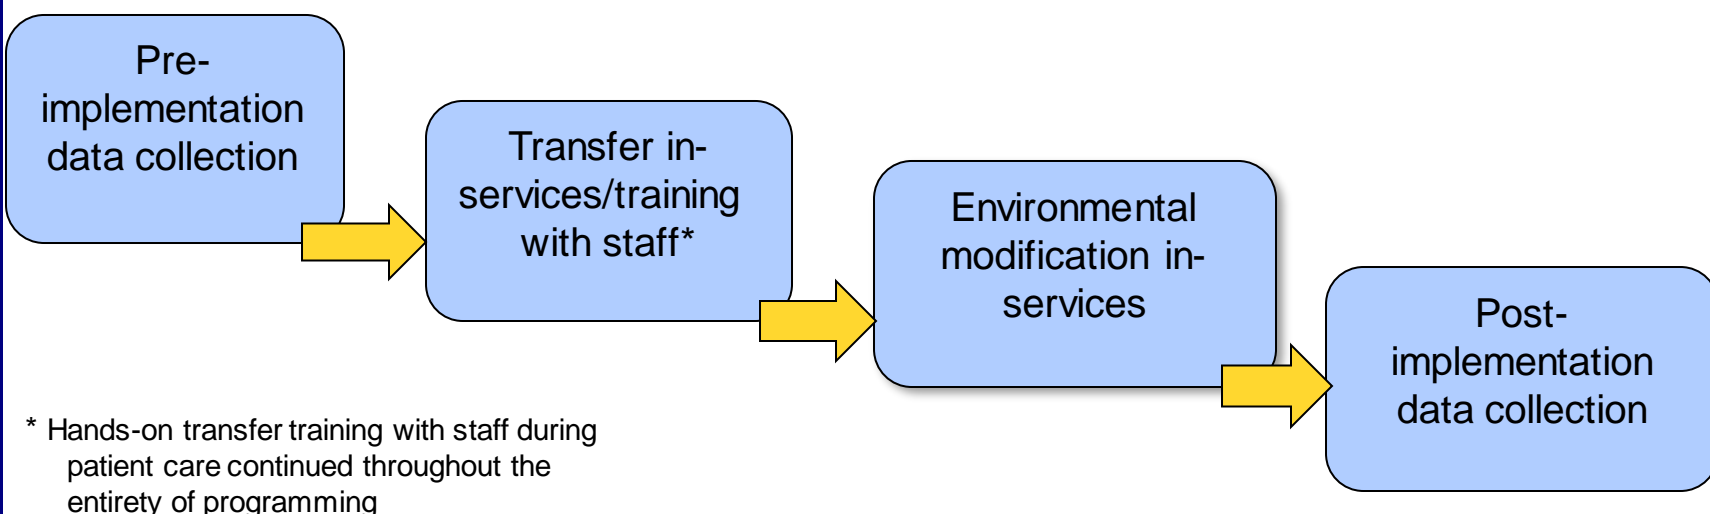 Pre-
implementation
data collection
Transfer in-
services/training
with staff*
Environmental
modification in-
services
Post-
implementation
data collection
* Hands-on transfer training with staff during
patient care continued throughout the
entirety of programming